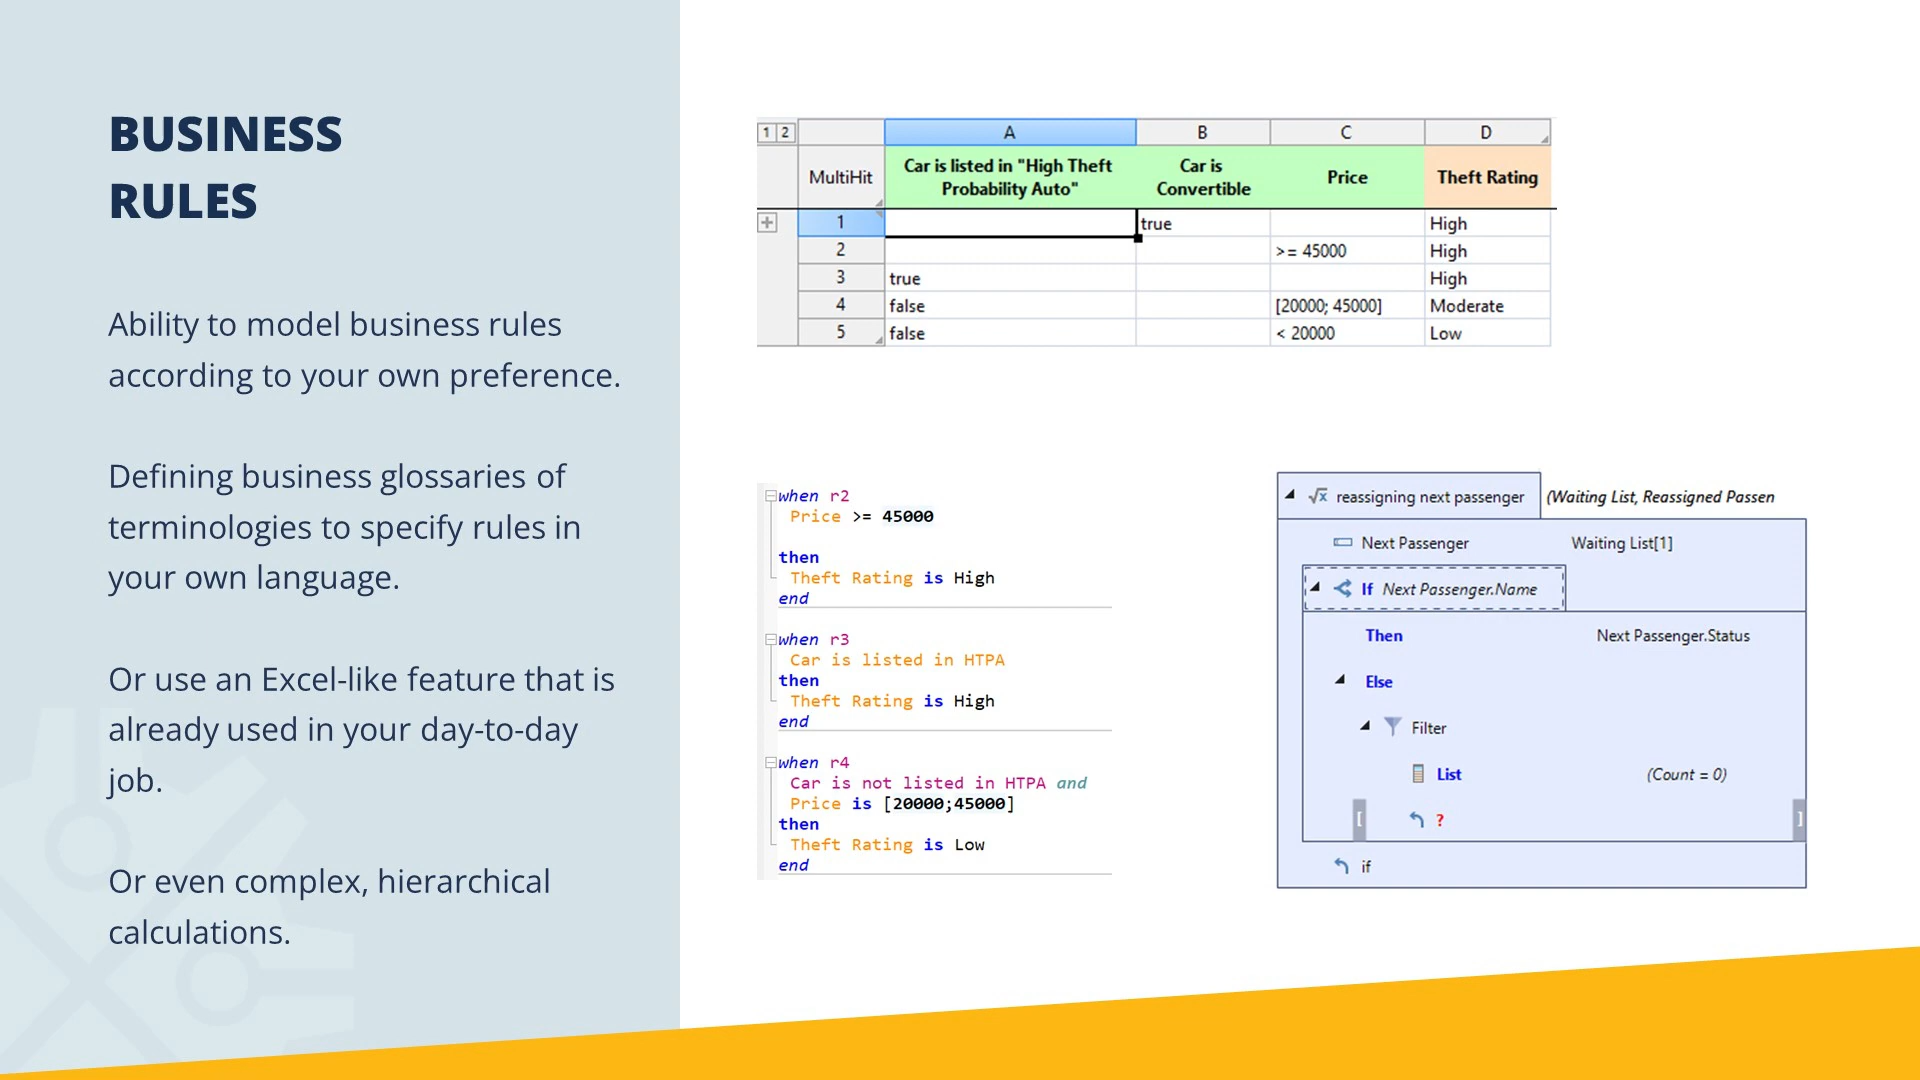 BUSINESS
RULES
Ability to model business rules
according to your own preference.
Defining business glossaries of
terminologies to specify rules in
your own language.
Or use an Excel-like feature that is
already used in your day-to-day
job.
Or even complex, hierarchical
calculations.
1 2 A B C D
MultiHit Car is listed in "High Theft Probability Auto" Car is Convertible Price Theft Rating
1 true High
2 >= 45000 High
3 true High
4 false [20000; 45000] Moderate
5 false < 20000 Low
when r2
Price >= 45000
then
Theft Rating is High
end
when r3
Car is listed in HTPA
then
Theft Rating is High
end
when r4
Car is not listed in HTPA and
Price is [20000;45000]
then
Theft Rating is Low
end
√x reassigning next passenger (Waiting List, Reassigned Passen
Next Passenger Waiting List[1]
If Next Passenger.Name
Then Next Passenger.Status
Else
Filter
List (Count = 0)
[ ? ]
if